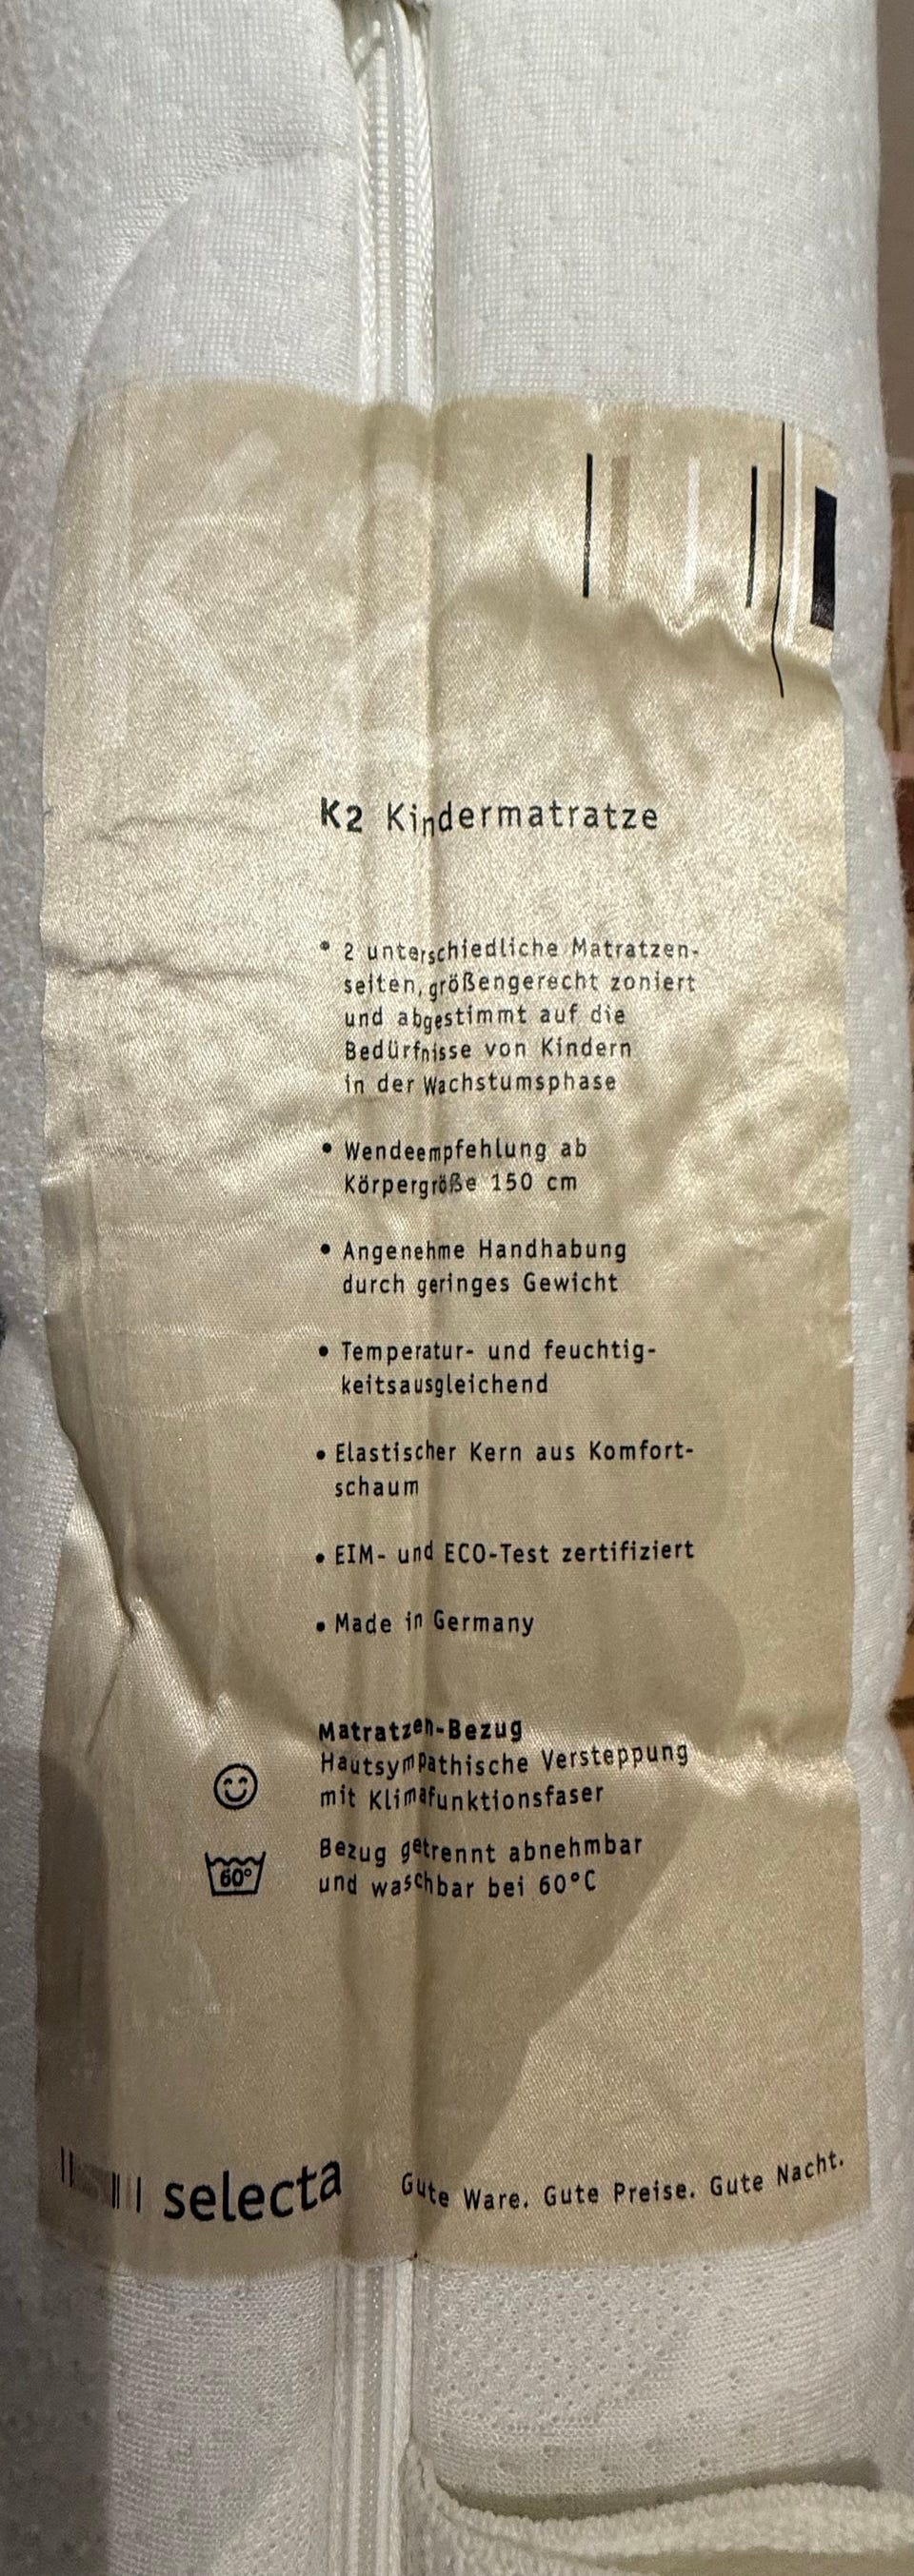 K2
K2 Kindermatratze
• 2 unterschiedliche Matratzen-
seiten, größengerecht zoniert
und abgestimmt auf die
Bedürfnisse von Kindern
in der Wachstumsphase
• Wendeempfehlung ab
Körpergröße 150 cm
• Angenehme Handhabung
durch geringes Gewicht
• Temperatur- und feuchtig-
keitsausgleichend
• Elastischer Kern aus Komfort-
schaum
• EIM- und ECO-Test zertifiziert
• Made in Germany
Matratzen-Bezug
Hautsympathische Versteppung
mit Klimafunktionsfaser
Bezug getrennt abnehmbar
60°
und waschbar bei 60°C
selecta Gute Ware. Gute Preise. Gute Nacht.